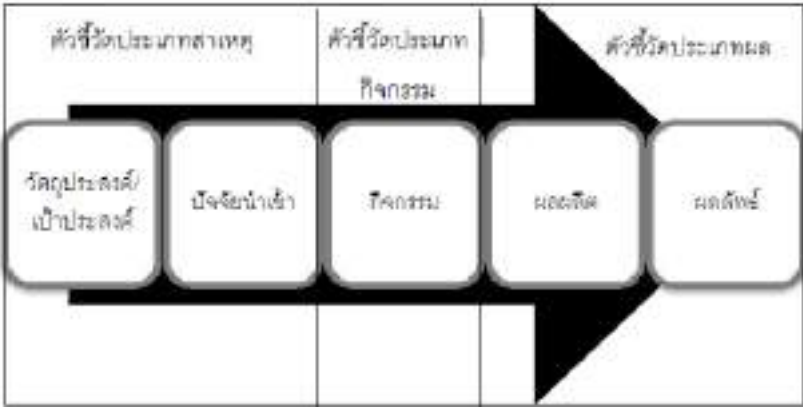 ตัวชี้วัดประเภทสาเหตุ
ตัวชี้วัดประเภท
กิจกรรม
ตัวชี้วัดประเภทผล
วัตถุประสงค์/
เป้าประสงค์
ปัจจัยนำเข้า
กิจกรรม
ผลผลิต
ผลลัพธ์